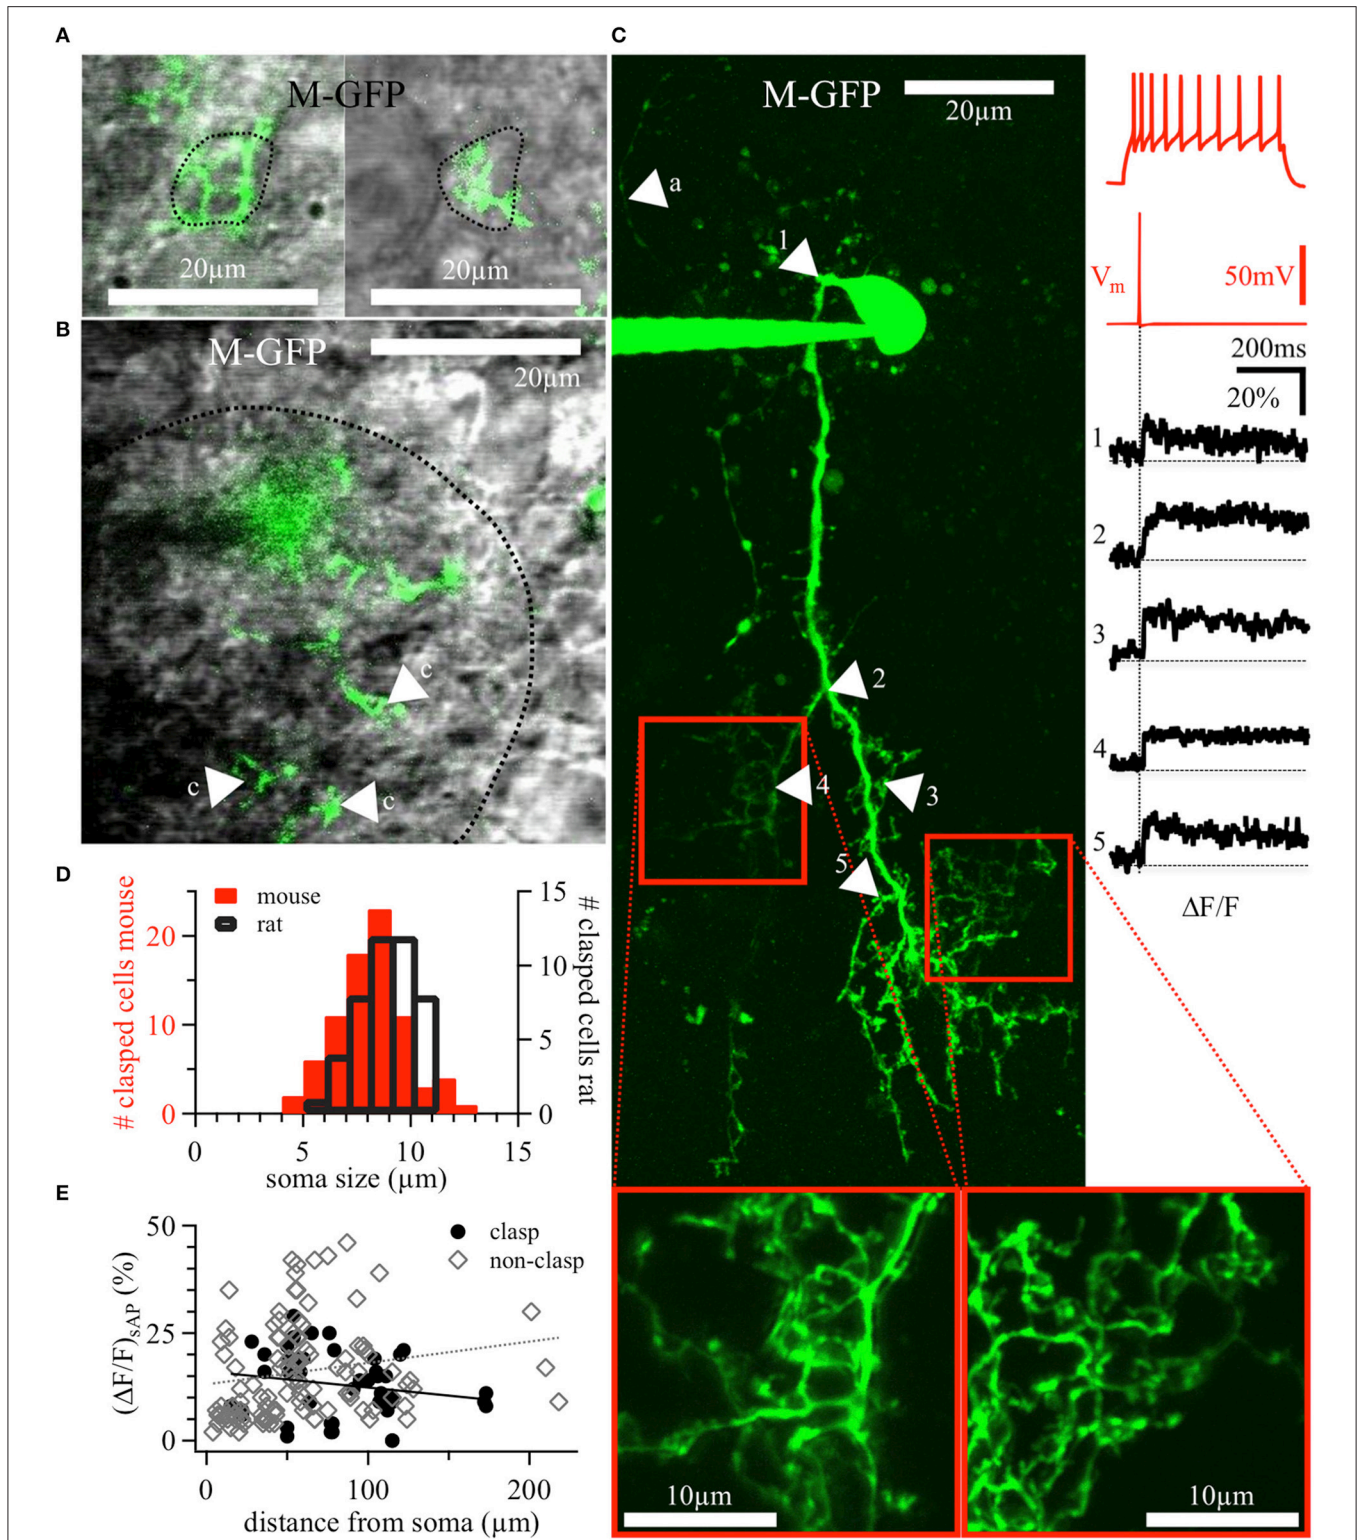 A
M-GFP
20µm
20µm
B
M-GFP
20µm
c
c
c
C
M-GFP
20µm
a
1
2
3
4
5
10µm
10µm
Vm
50mV
200ms
20%
1
2
3
4
5
ΔF/F
D
# clasped cells mouse
20
10
0
mouse
rat
15
10
5
0
# clasped cells rat
0
5
10
15
soma size (µm)
E
(ΔF/F)sAP (%)
50
25
0
clasp
non-clasp
0
100
200
distance from soma (µm)